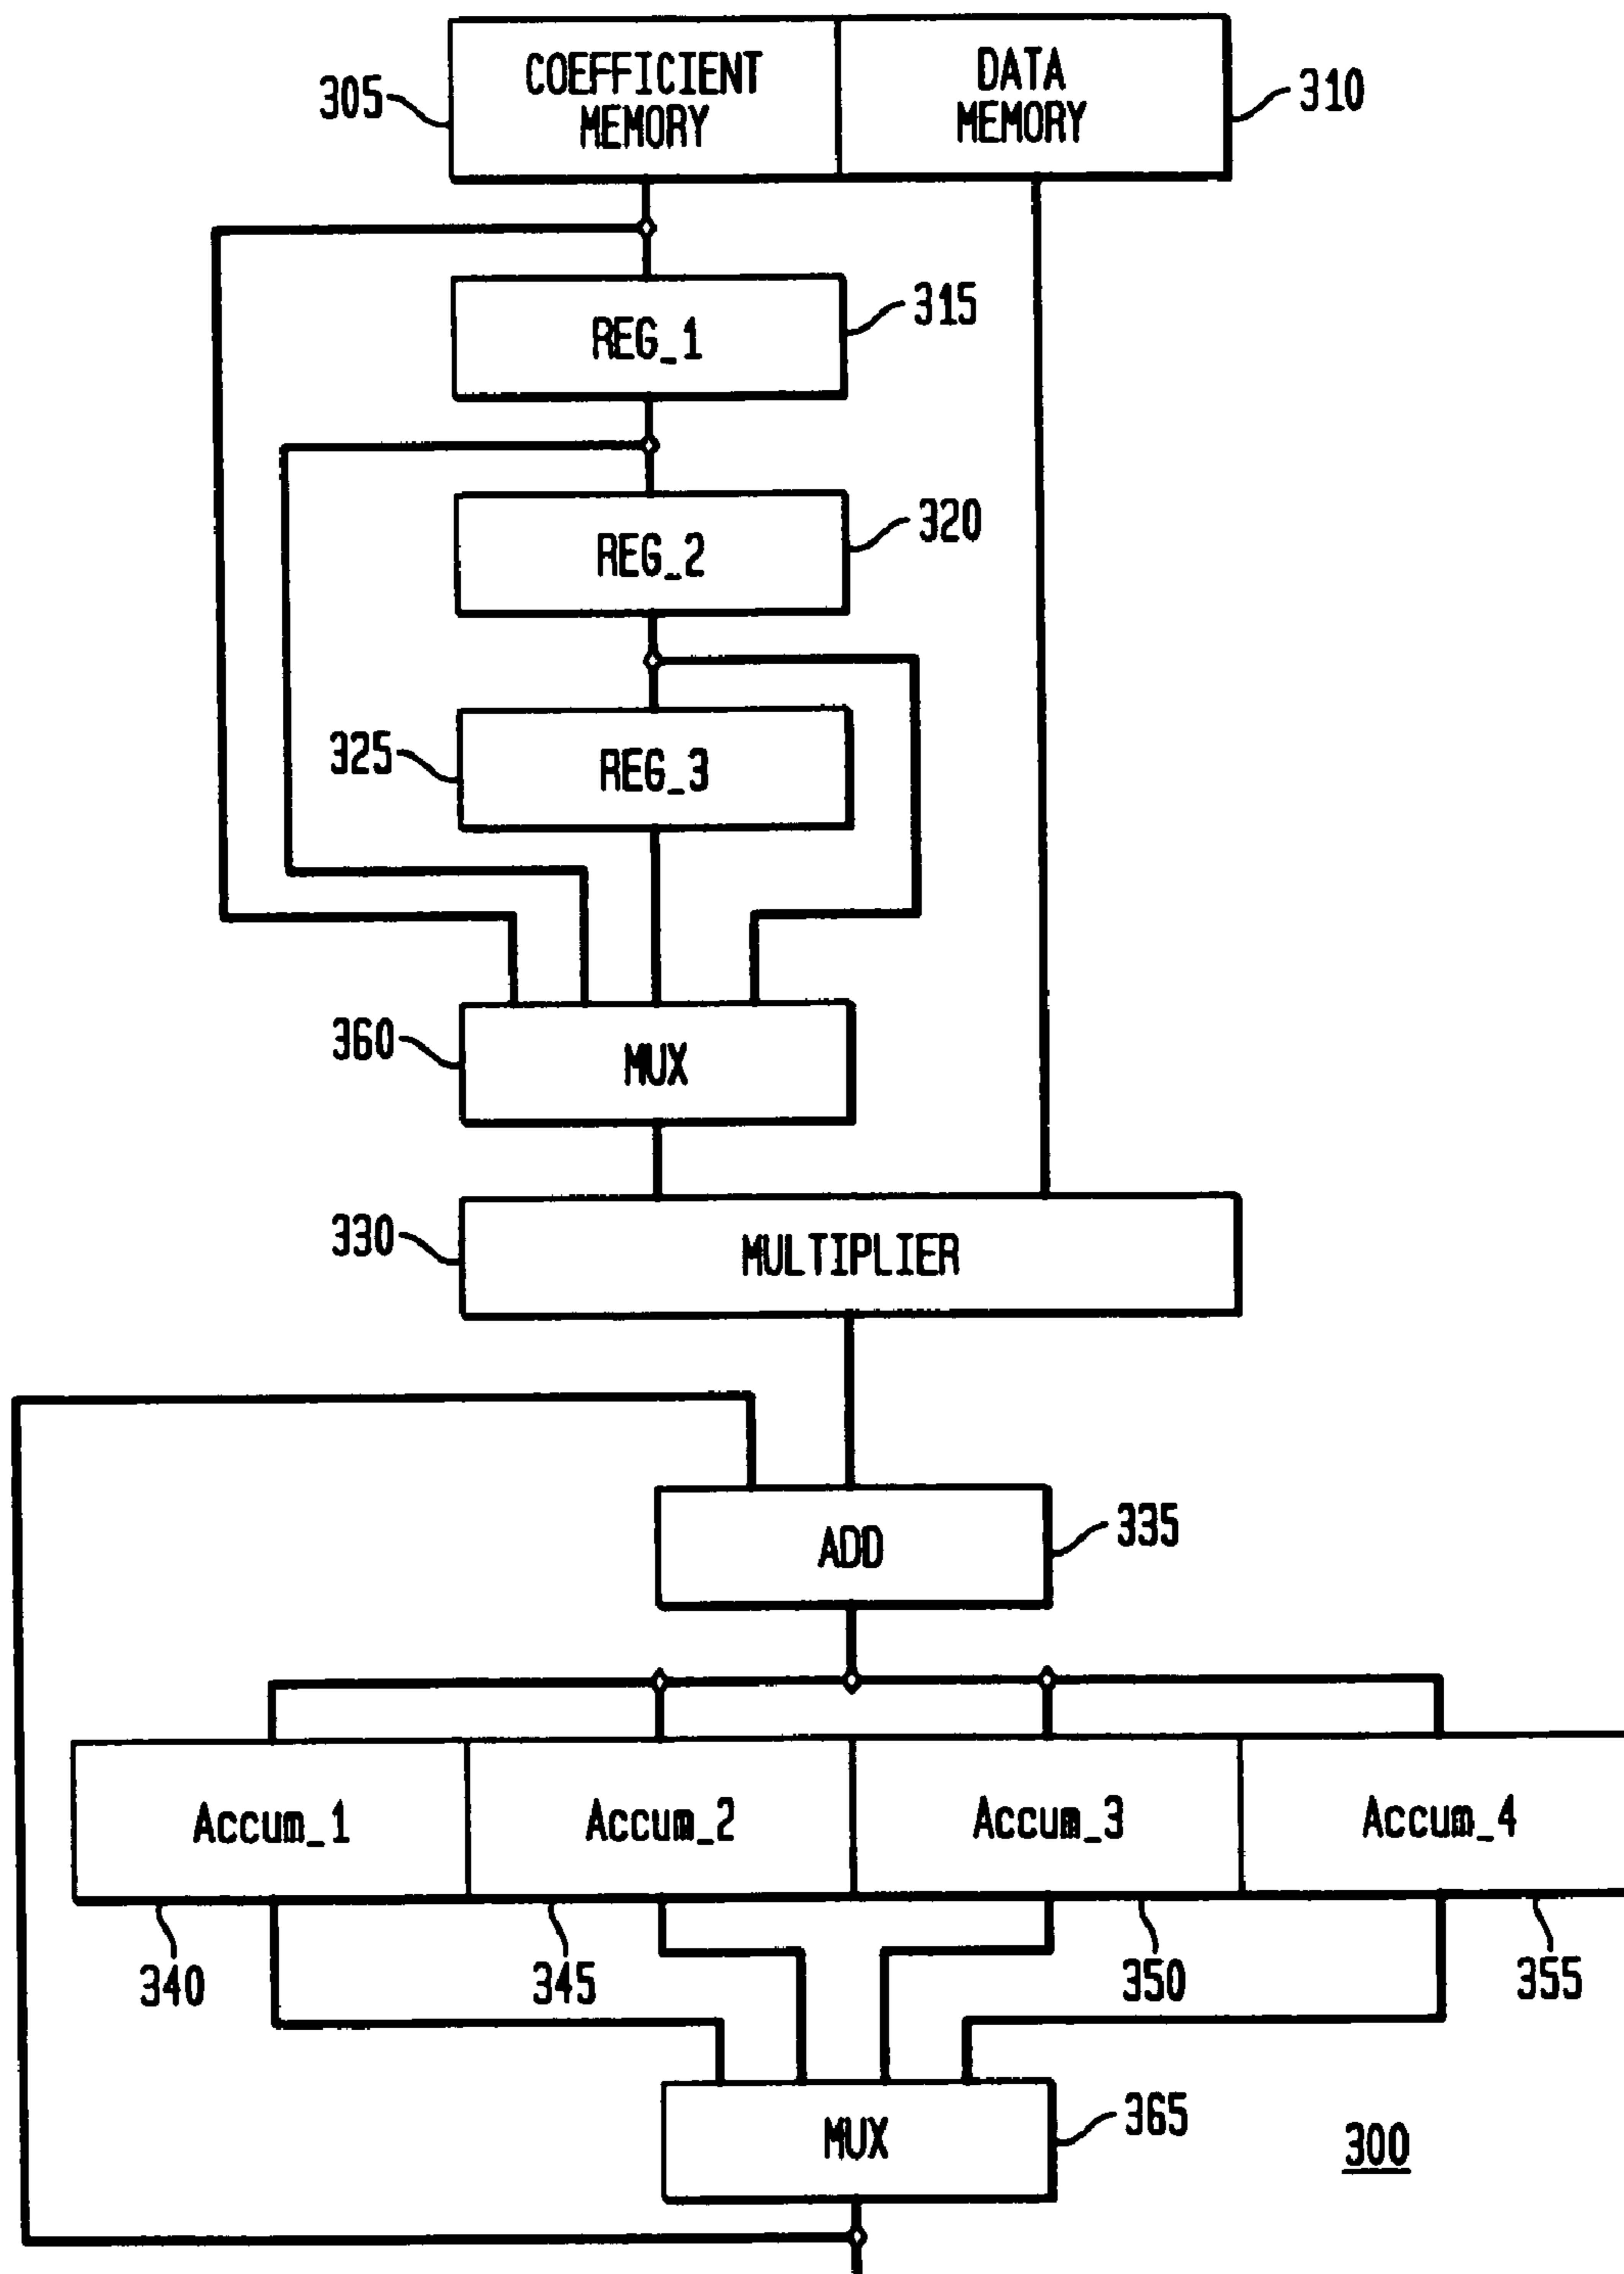 COEFFICIENT
MEMORY
DATA
MEMORY
305
310
REG_1
315
REG_2
320
REG_3
325
MUX
360
MULTIPLIER
330
ADD
335
Accum_1
Accum_2
Accum_3
Accum_4
340
345
350
355
MUX
365
300